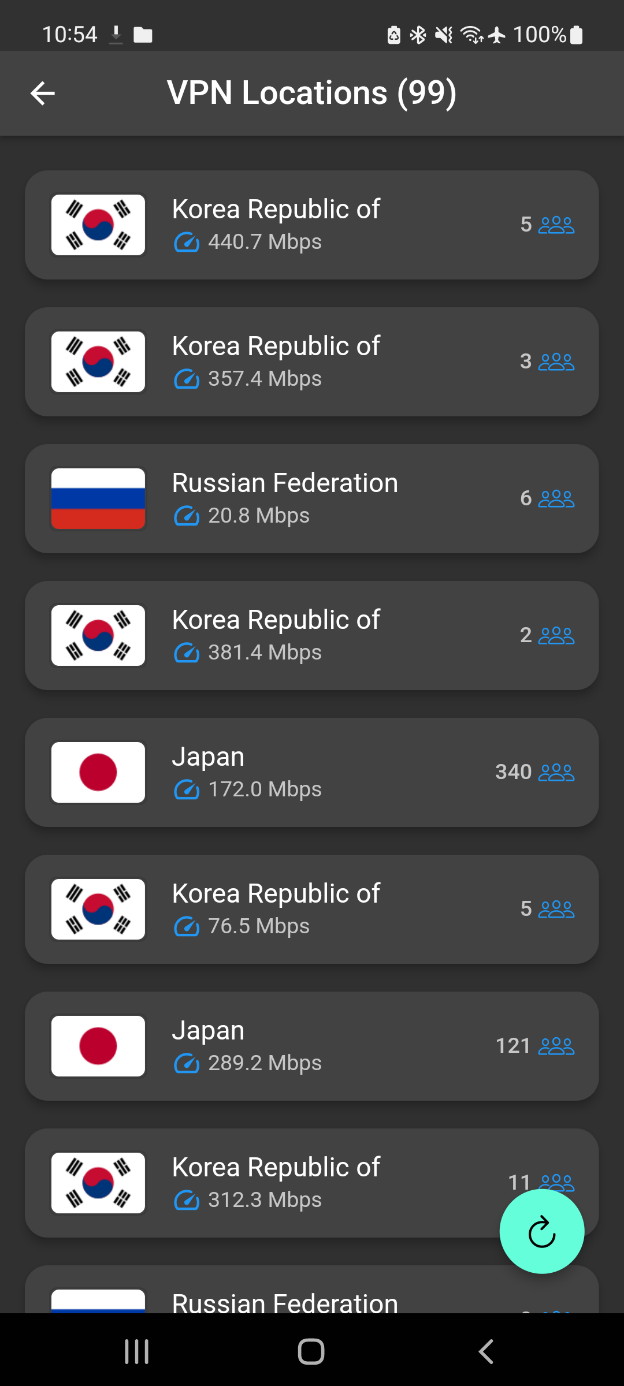 10:54
100%
VPN Locations (99)
Korea Republic of
5
440.7 Mbps
Korea Republic of
3
357.4 Mbps
Russian Federation
6
20.8 Mbps
Korea Republic of
2
381.4 Mbps
Japan
340
172.0 Mbps
Korea Republic of
5
76.5 Mbps
Japan
121
289.2 Mbps
Korea Republic of
11
312.3 Mbps
Russian Federation